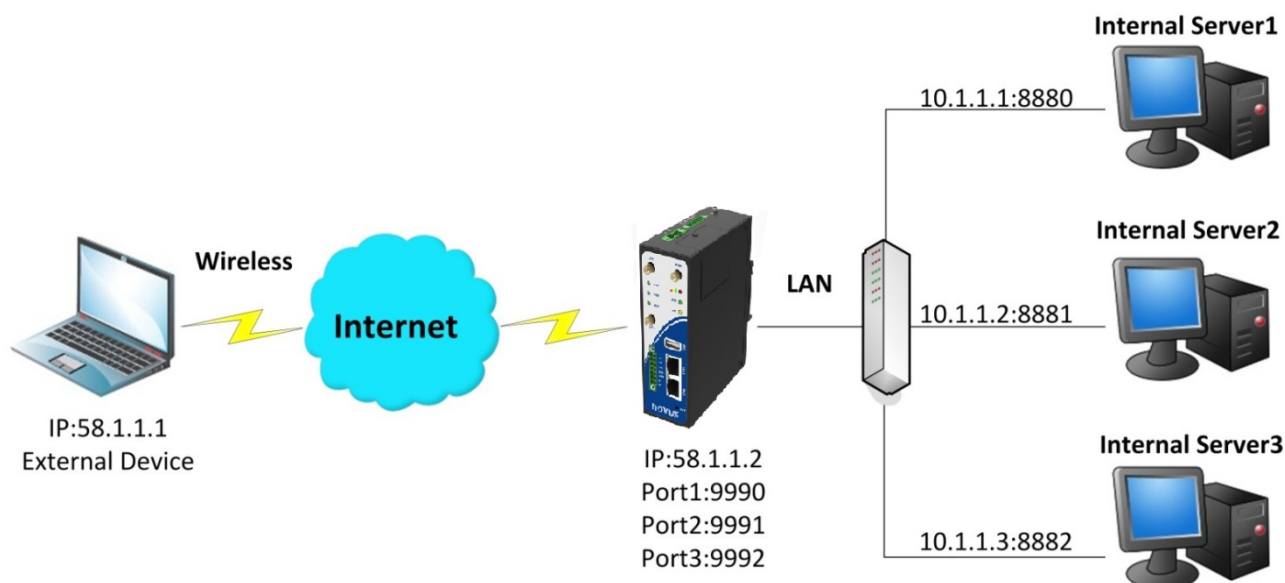 Internal Server1
10.1.1.1:8880
Wireless
Internet
LAN
Internal Server2
10.1.1.2:8881
IP:58.1.1.1
External Device
IP:58.1.1.2
Port1:9990
Port2:9991
Port3:9992
Internal Server3
10.1.1.3:8882
NOVUS